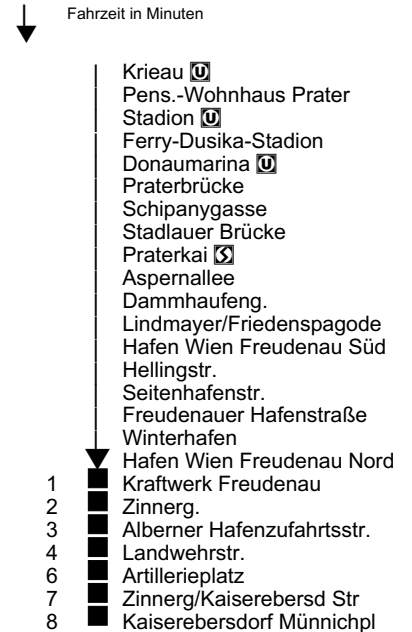 Fahrzeit in Minuten
Krieau U
Pens.-Wohnhaus Prater
Stadion U
Ferry-Dusika-Stadion
Donaumarina U
Praterbrücke
Schipanygasse
Stadlauer Brücke
Praterkai S
Aspernallee
Dammhaufeng.
Lindmayer/Friedenspagode
Hafen Wien Freudenau Süd
Hellingstr.
Seitenhafenstr.
Freudenauer Hafenstraße
Winterhafen
Hafen Wien Freudenau Nord
1 Kraftwerk Freudenau
2 Zinnerg.
3 Alberner Hafenzufahrtsstr.
4 Landwehrstr.
6 Artillerieplatz
7 Zinnerg/Kaiserebersd Str
8 Kaiserebersdorf Münnichpl